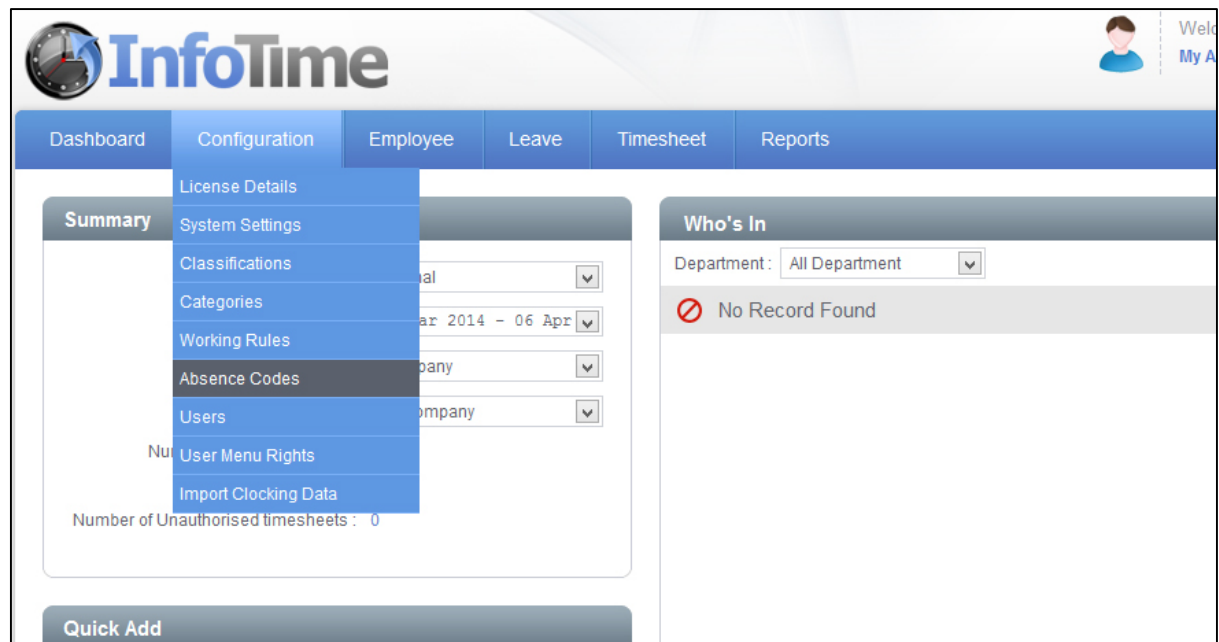 InfoTime
Welc
My A
Dashboard Configuration Employee Leave Timesheet Reports
License Details
System Settings
Classifications
Categories
Working Rules
Absence Codes
Users
User Menu Rights
Import Clocking Data
Summary
nal
ar 2014 - 06 Apr
pany
ompany
Nu
Number of Unauthorised timesheets : 0
Quick Add
Who's In
Department : All Department
No Record Found